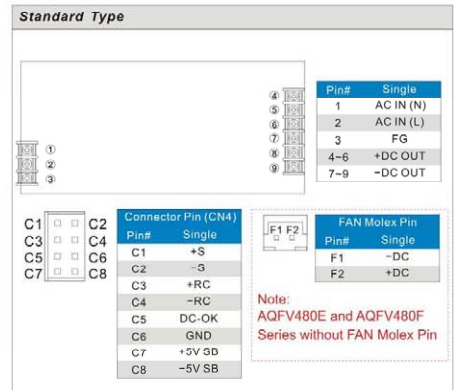 Standard Type
Pin# Single
1 AC IN (N)
2 AC IN (L)
3 FG
4~6 +DC OUT
7~9 −DC OUT
④
⑤
⑥
⑦
⑧
⑨
①
②
③
C1 C2
C3 C4
C5 C6
C7 C8
Connector Pin (CN4)
Pin# Single
C1 +S
C2 −S
C3 +RC
C4 −RC
C5 DC-OK
C6 GND
C7 +5V SB
C8 −5V SB
F1 F2
FAN Molex Pin
Pin# Single
F1 −DC
F2 +DC
Note:
AQFV480E and AQFV480F
Series without FAN Molex Pin